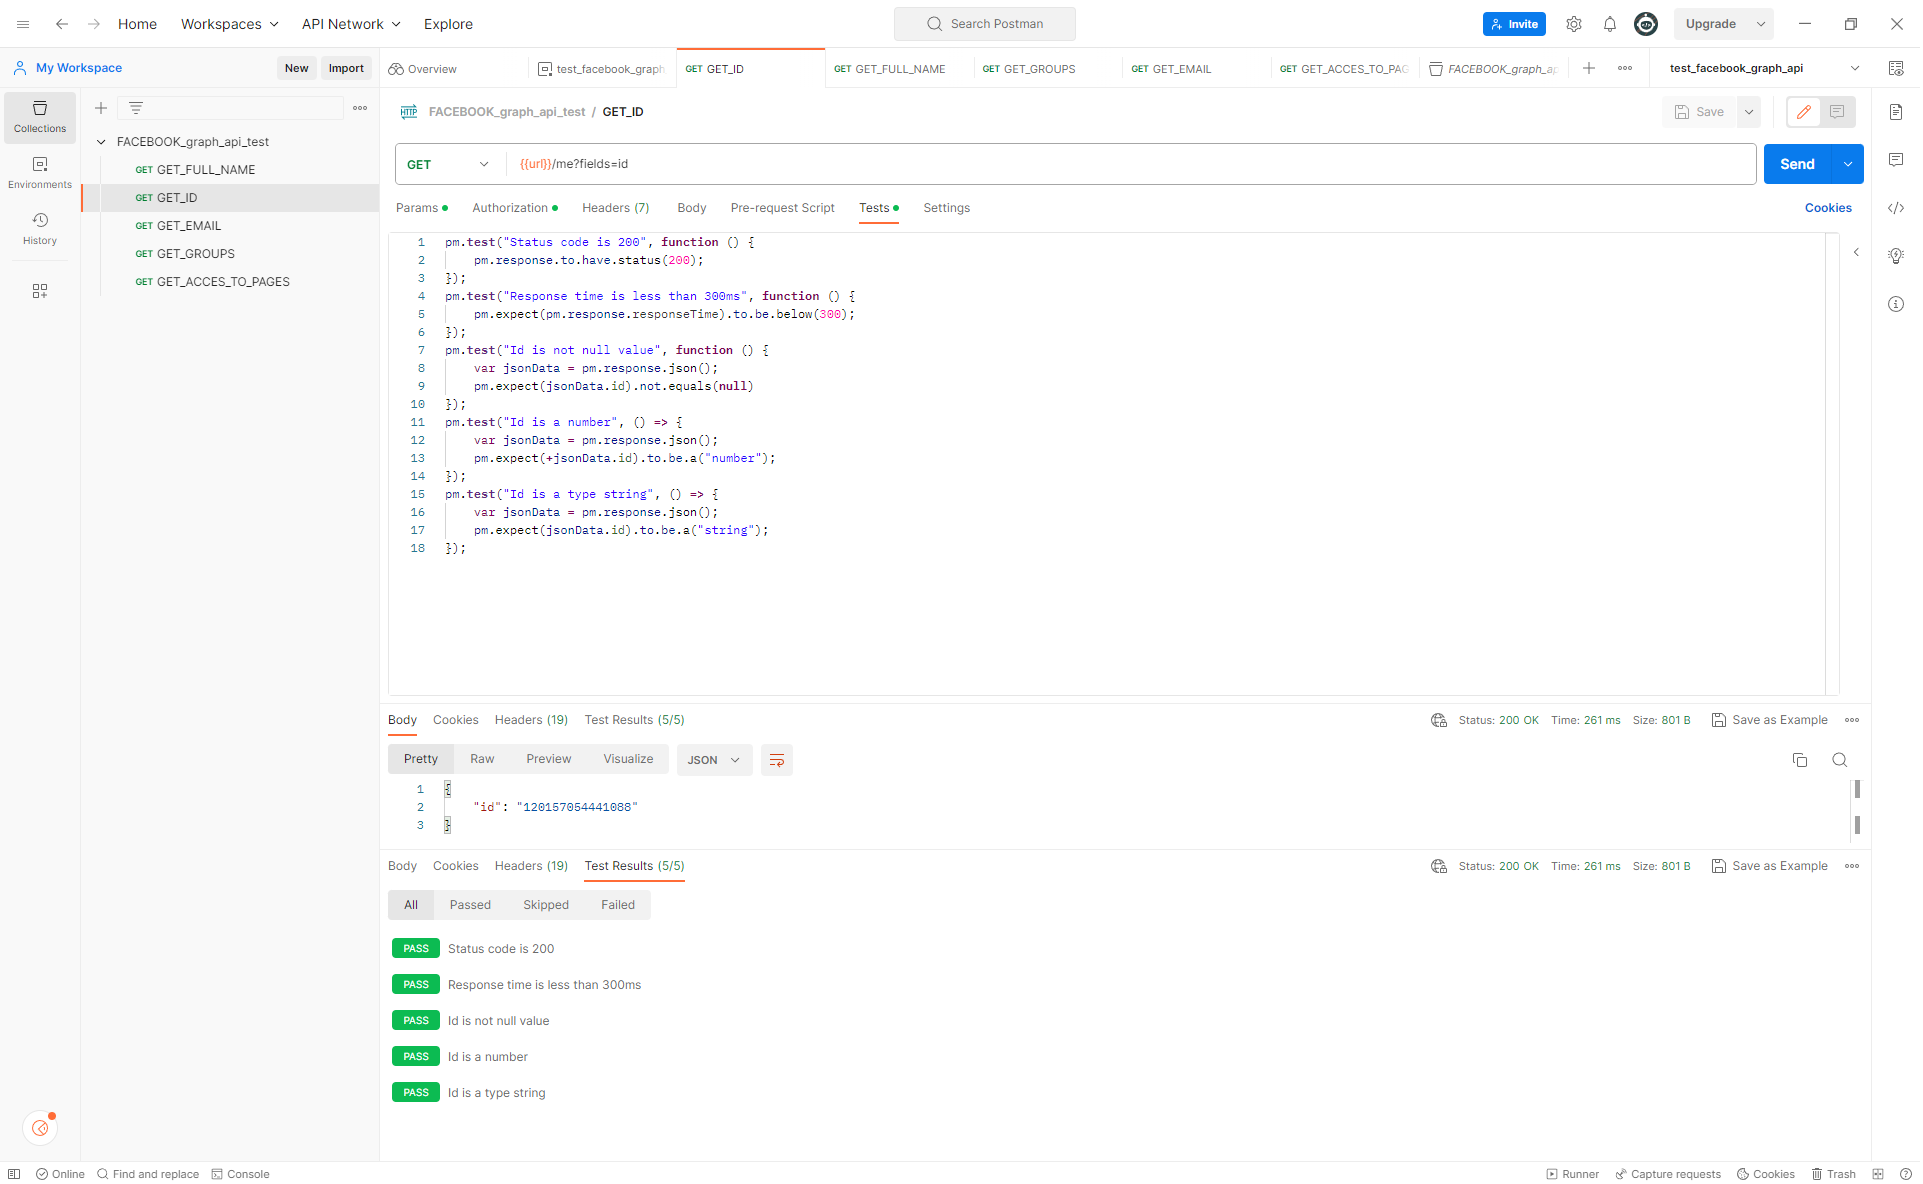 Home Workspaces API Network Explore Search Postman Invite Upgrade
My Workspace New Import Overview test_facebook_graph GET GET_ID GET GET_FULL_NAME GET GET_GROUPS GET GET_EMAIL GET GET_ACCES_TO_PAG FACEBOOK_graph_ap test_facebook_graph_api
Collections
Environments
History
FACEBOOK_graph_api_test
GET GET_FULL_NAME
GET GET_ID
GET GET_EMAIL
GET GET_GROUPS
GET GET_ACCES_TO_PAGES
HTTP FACEBOOK_graph_api_test / GET_ID Save
GET {{url}}/me?fields=id Send
Params Authorization Headers (7) Body Pre-request Script Tests Settings Cookies
1 pm.test("Status code is 200", function () {
2 pm.response.to.have.status(200);
3 });
4 pm.test("Response time is less than 300ms", function () {
5 pm.expect(pm.response.responseTime).to.be.below(300);
6 });
7 pm.test("Id is not null value", function () {
8 var jsonData = pm.response.json();
9 pm.expect(jsonData.id).not.equals(null)
10 });
11 pm.test("Id is a number", () => {
12 var jsonData = pm.response.json();
13 pm.expect(+jsonData.id).to.be.a("number");
14 });
15 pm.test("Id is a type string", () => {
16 var jsonData = pm.response.json();
17 pm.expect(jsonData.id).to.be.a("string");
18 });
Body Cookies Headers (19) Test Results (5/5) Status: 200 OK Time: 261 ms Size: 801 B Save as Example
Pretty Raw Preview Visualize JSON
1 {
2 "id": "120157054441088"
3 }
Body Cookies Headers (19) Test Results (5/5) Status: 200 OK Time: 261 ms Size: 801 B Save as Example
All Passed Skipped Failed
PASS Status code is 200
PASS Response time is less than 300ms
PASS Id is not null value
PASS Id is a number
PASS Id is a type string
Online Find and replace Console Runner Capture requests Cookies Trash